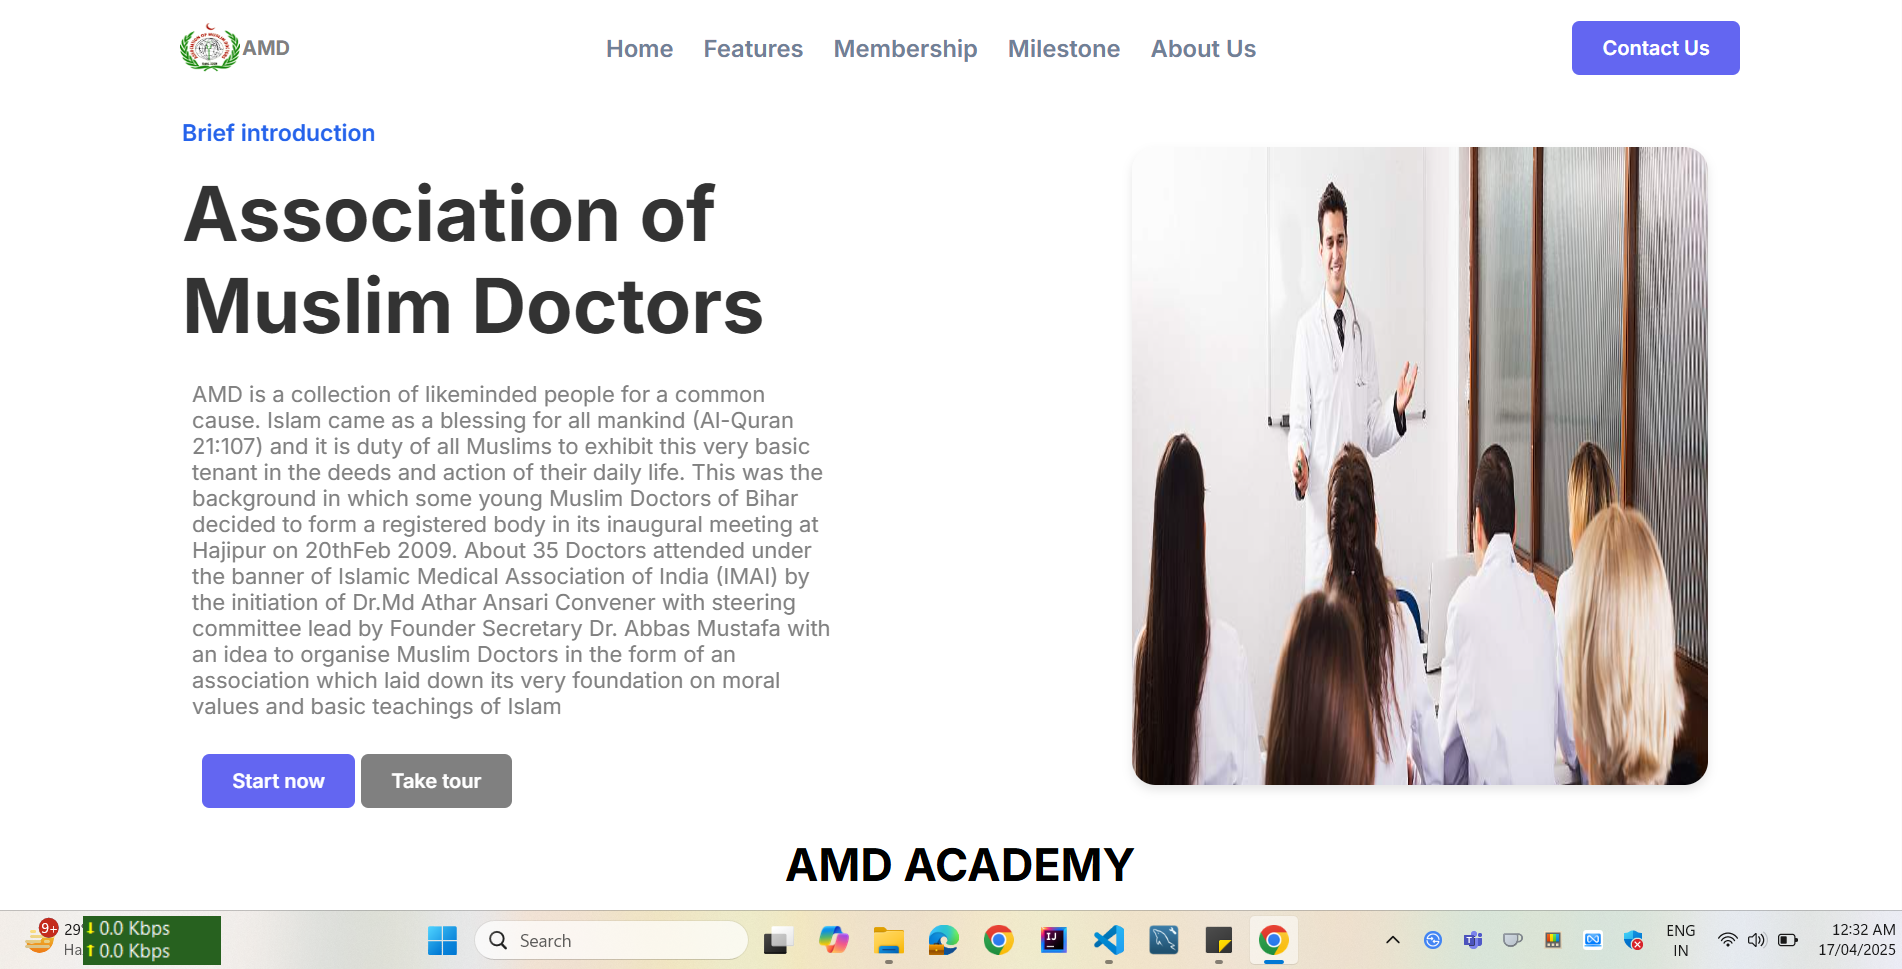 AMD
Home Features Membership Milestone About Us
Contact Us
Brief introduction
Association of
Muslim Doctors
AMD is a collection of likeminded people for a common
cause. Islam came as a blessing for all mankind (Al-Quran
21:107) and it is duty of all Muslims to exhibit this very basic
tenant in the deeds and action of their daily life. This was the
background in which some young Muslim Doctors of Bihar
decided to form a registered body in its inaugural meeting at
Hajipur on 20thFeb 2009. About 35 Doctors attended under
the banner of Islamic Medical Association of India (IMAI) by
the initiation of Dr.Md Athar Ansari Convener with steering
committee lead by Founder Secretary Dr. Abbas Mustafa with
an idea to organise Muslim Doctors in the form of an
association which laid down its very foundation on moral
values and basic teachings of Islam
Start now Take tour
AMD ACADEMY
9+ 29° 0.0 Kbps
Ha 0.0 Kbps
Search
ENG
IN
12:32 AM
17/04/2025